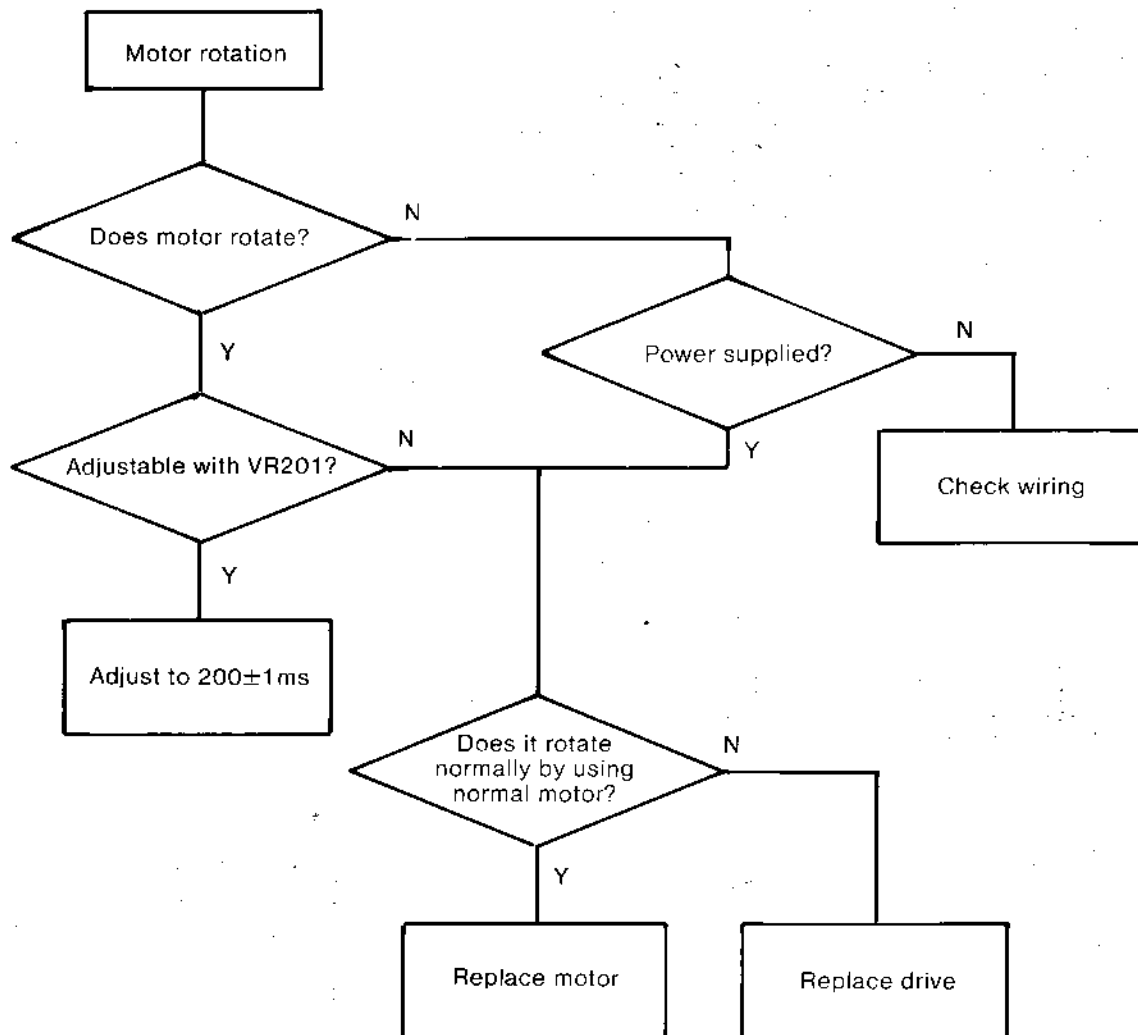 Motor rotation
Does motor rotate?
N
Y
Power supplied?
N
Y
Check wiring
Adjustable with VR201?
N
Y
Adjust to 200±1ms
Does it rotate
normally by using
normal motor?
N
Y
Replace motor
Replace drive